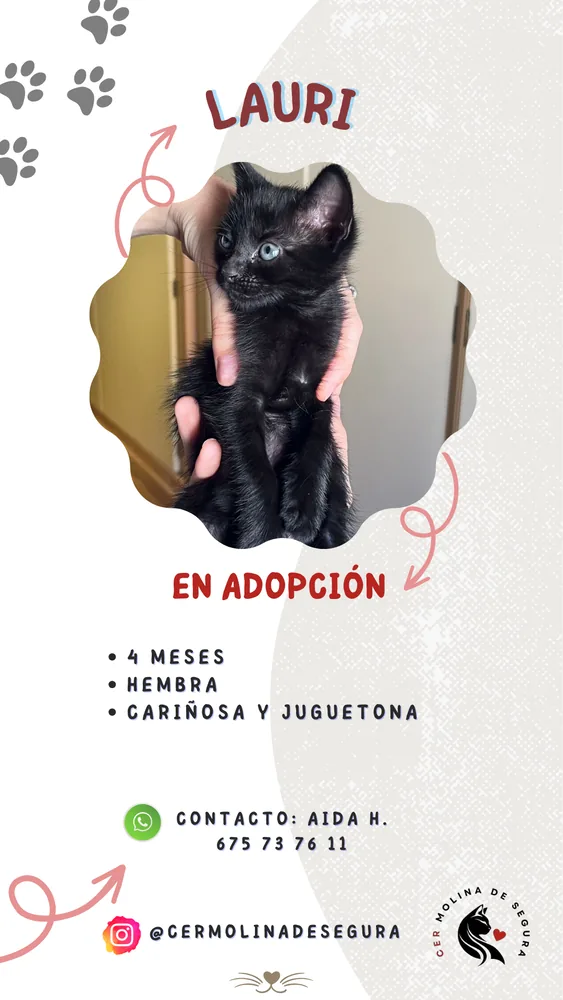 LAURI
EN ADOPCIÓN
• 4 MESES
• HEMBRA
• CARIÑOSA Y JUGUETONA
CONTACTO: AIDA H.
675 73 76 11
@CERMOLINADESEGURA
CER MOLINA DE SEGURA